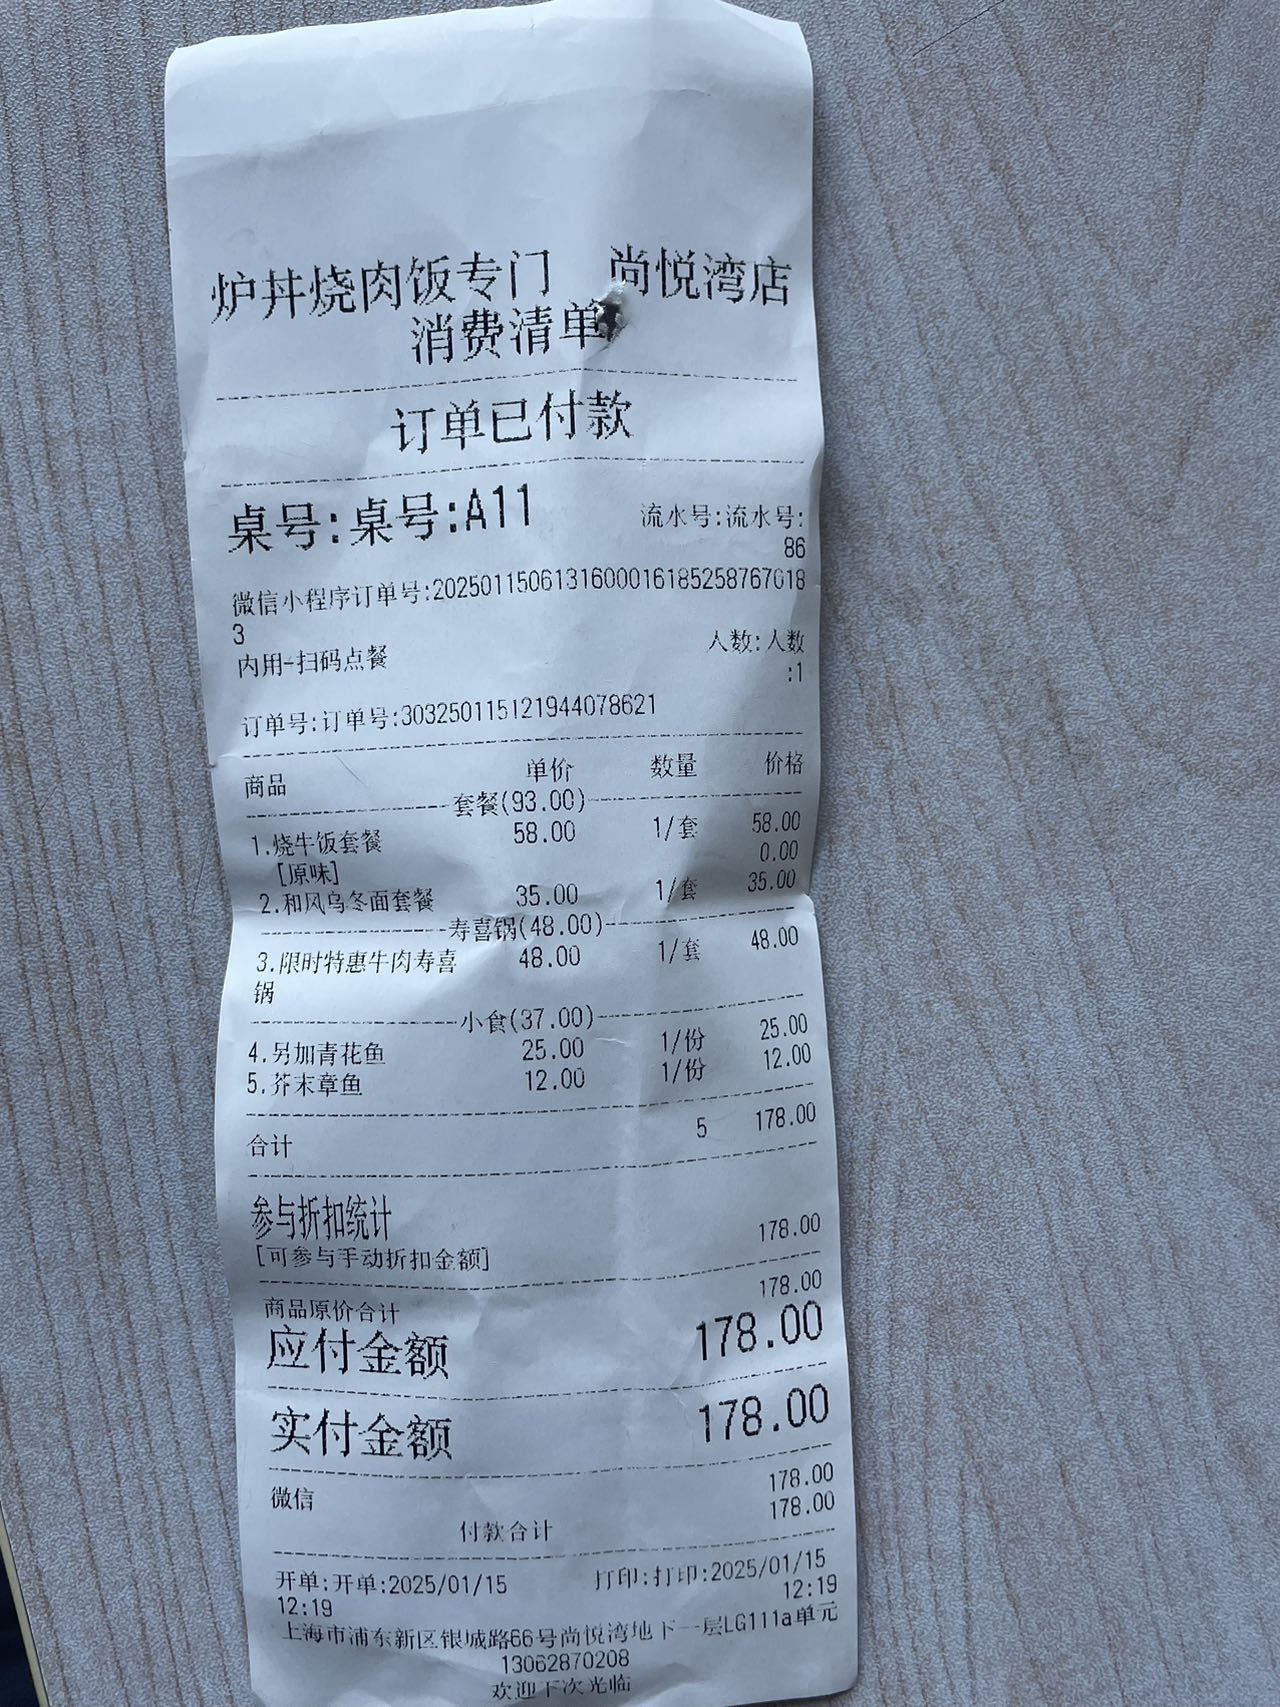 炉丼烧肉饭专门 尚悦湾店
消费清单
订单已付款
桌号:桌号:A11 流水号:流水号:
86
微信小程序订单号:2025011506131600016185258767018
3
内用-扫码点餐 人数:人数
:1
订单号:订单号:303250115121944078621
商品 单价 数量 价格
套餐(93.00)
1.烧牛饭套餐 58.00 1/套 58.00
[原味] 0.00
2.和风乌冬面套餐 35.00 1/套 35.00
寿喜锅(48.00)
3.限时特惠牛肉寿喜 48.00 1/套 48.00
锅
小食(37.00)
4.另加青花鱼 25.00 1/份 25.00
5.芥末章鱼 12.00 1/份 12.00
合计 5 178.00
参与折扣统计
[可参与手动折扣金额] 178.00
商品原价合计 178.00
应付金额 178.00
实付金额 178.00
微信 178.00
付款合计 178.00
开单:开单:2025/01/15 打印:打印:2025/01/15
12:19 12:19
上海市浦东新区银城路66号尚悦湾地下一层LG111a单元
13062870208
欢迎下次光临